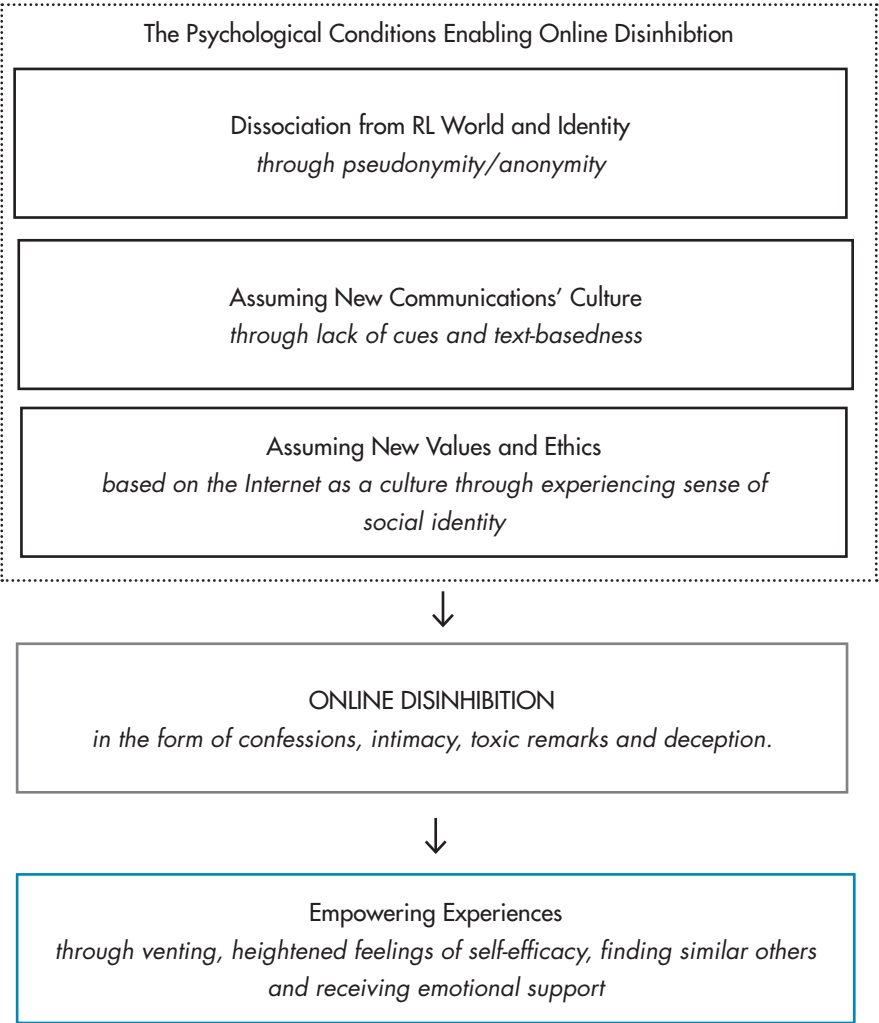 The Psychological Conditions Enabling Online Disinhibtion
Dissociation from RL World and Identity
through pseudonymity/anonymity
Assuming New Communications’ Culture
through lack of cues and text-basedness
Assuming New Values and Ethics
based on the Internet as a culture through experiencing sense of
social identity
ONLINE DISINHIBITION
in the form of confessions, intimacy, toxic remarks and deception.
Empowering Experiences
through venting, heightened feelings of self-efficacy, finding similar others
and receiving emotional support